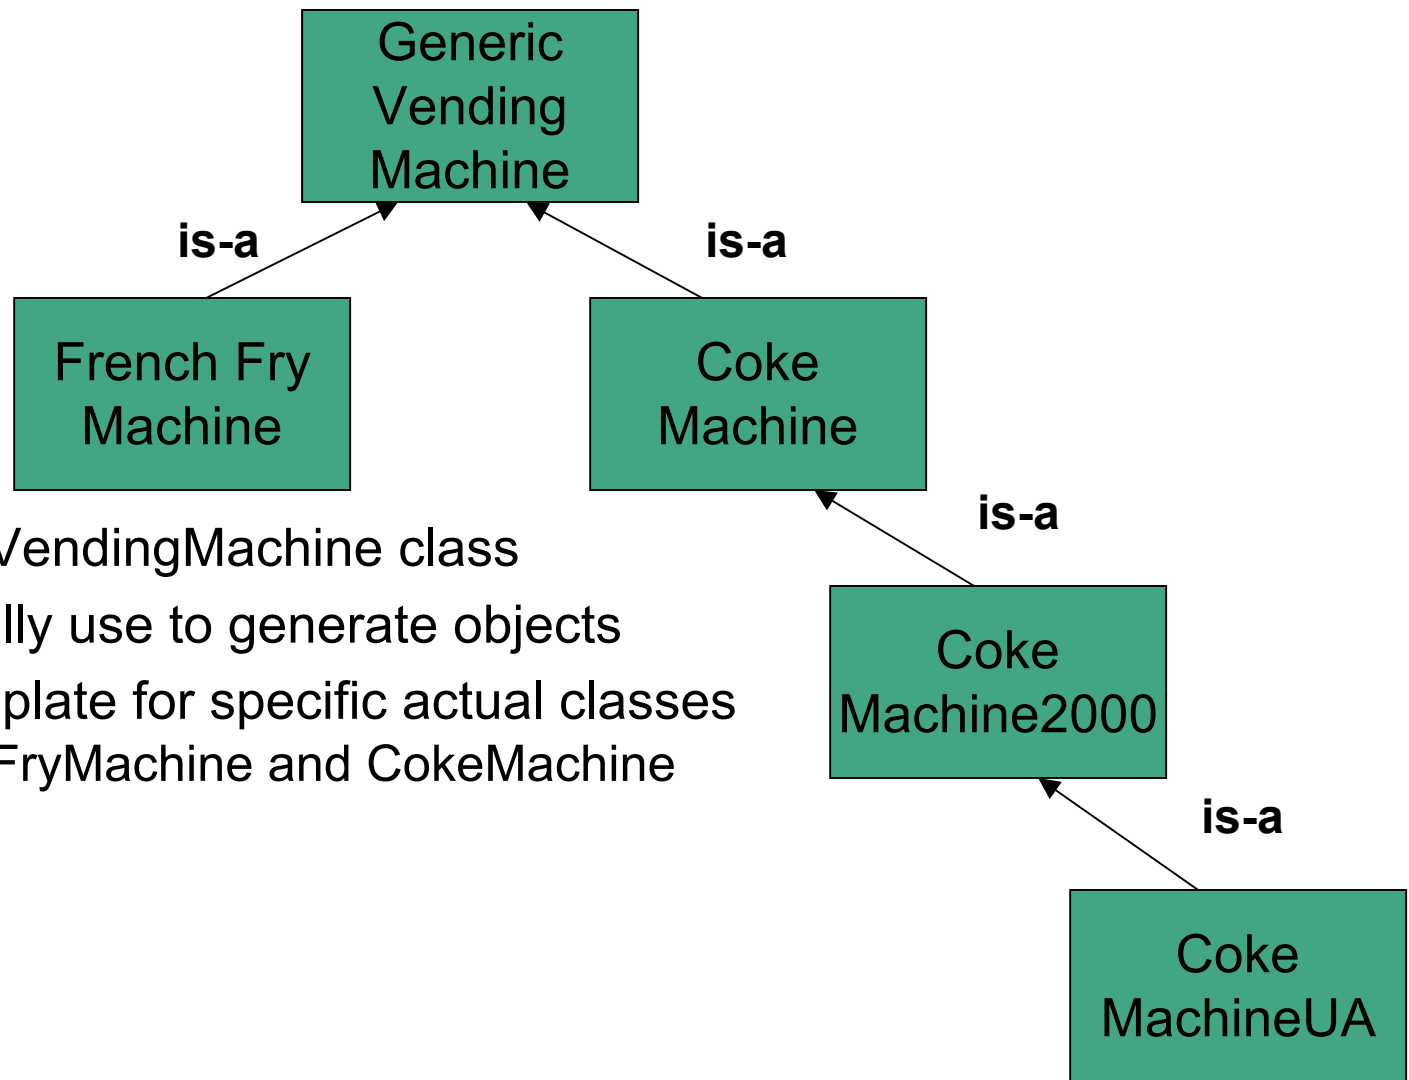 Generic
Vending
Machine
is-a
is-a
French Fry
Machine
Coke
Machine
is-a
VendingMachine class
lly use to generate objects
plate for specific actual classes
FryMachine and CokeMachine
Coke
Machine2000
is-a
Coke
MachineUA